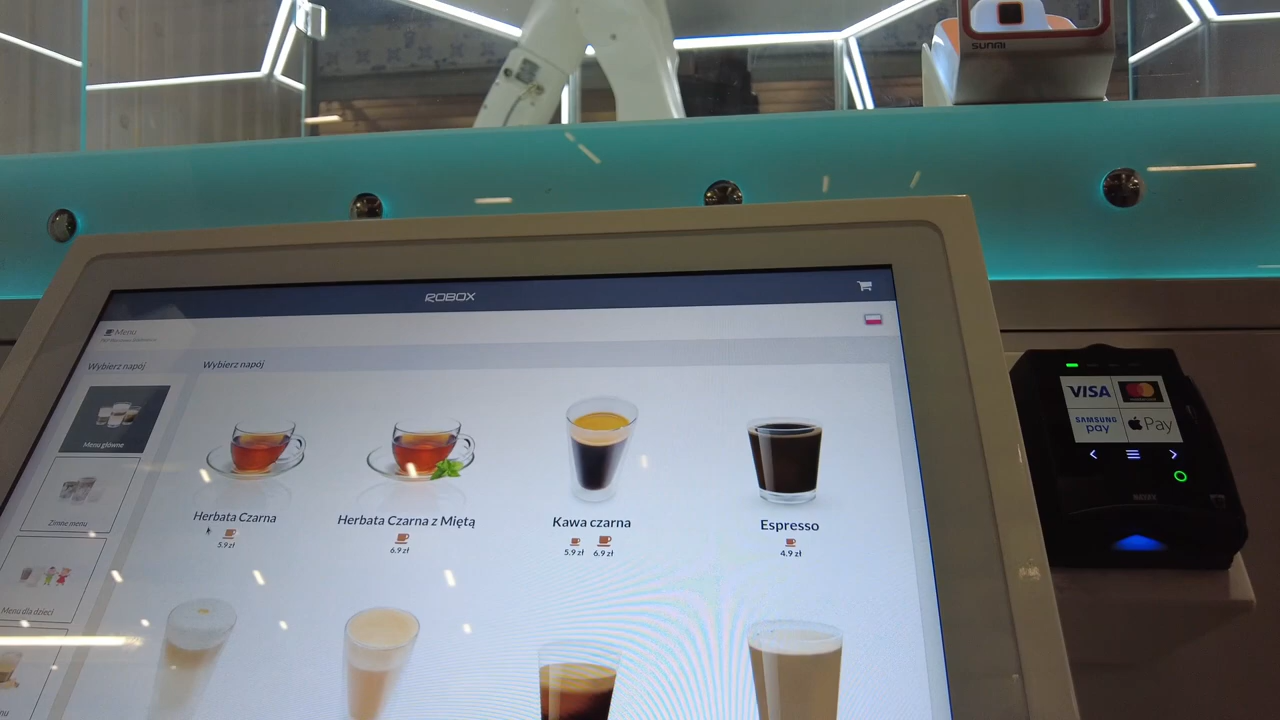 SUNMI
ROBOX
Menu
Wybierz napój
Wybierz napój
Menu główne
Zimne menu
Menu dla dzieci
Herbata Czarna
5.9 zł
Herbata Czarna z Miętą
6.9 zł
Kawa czarna
5.9 zł 6.9 zł
Espresso
4.9 zł
VISA
SAMSUNG
pay
Pay